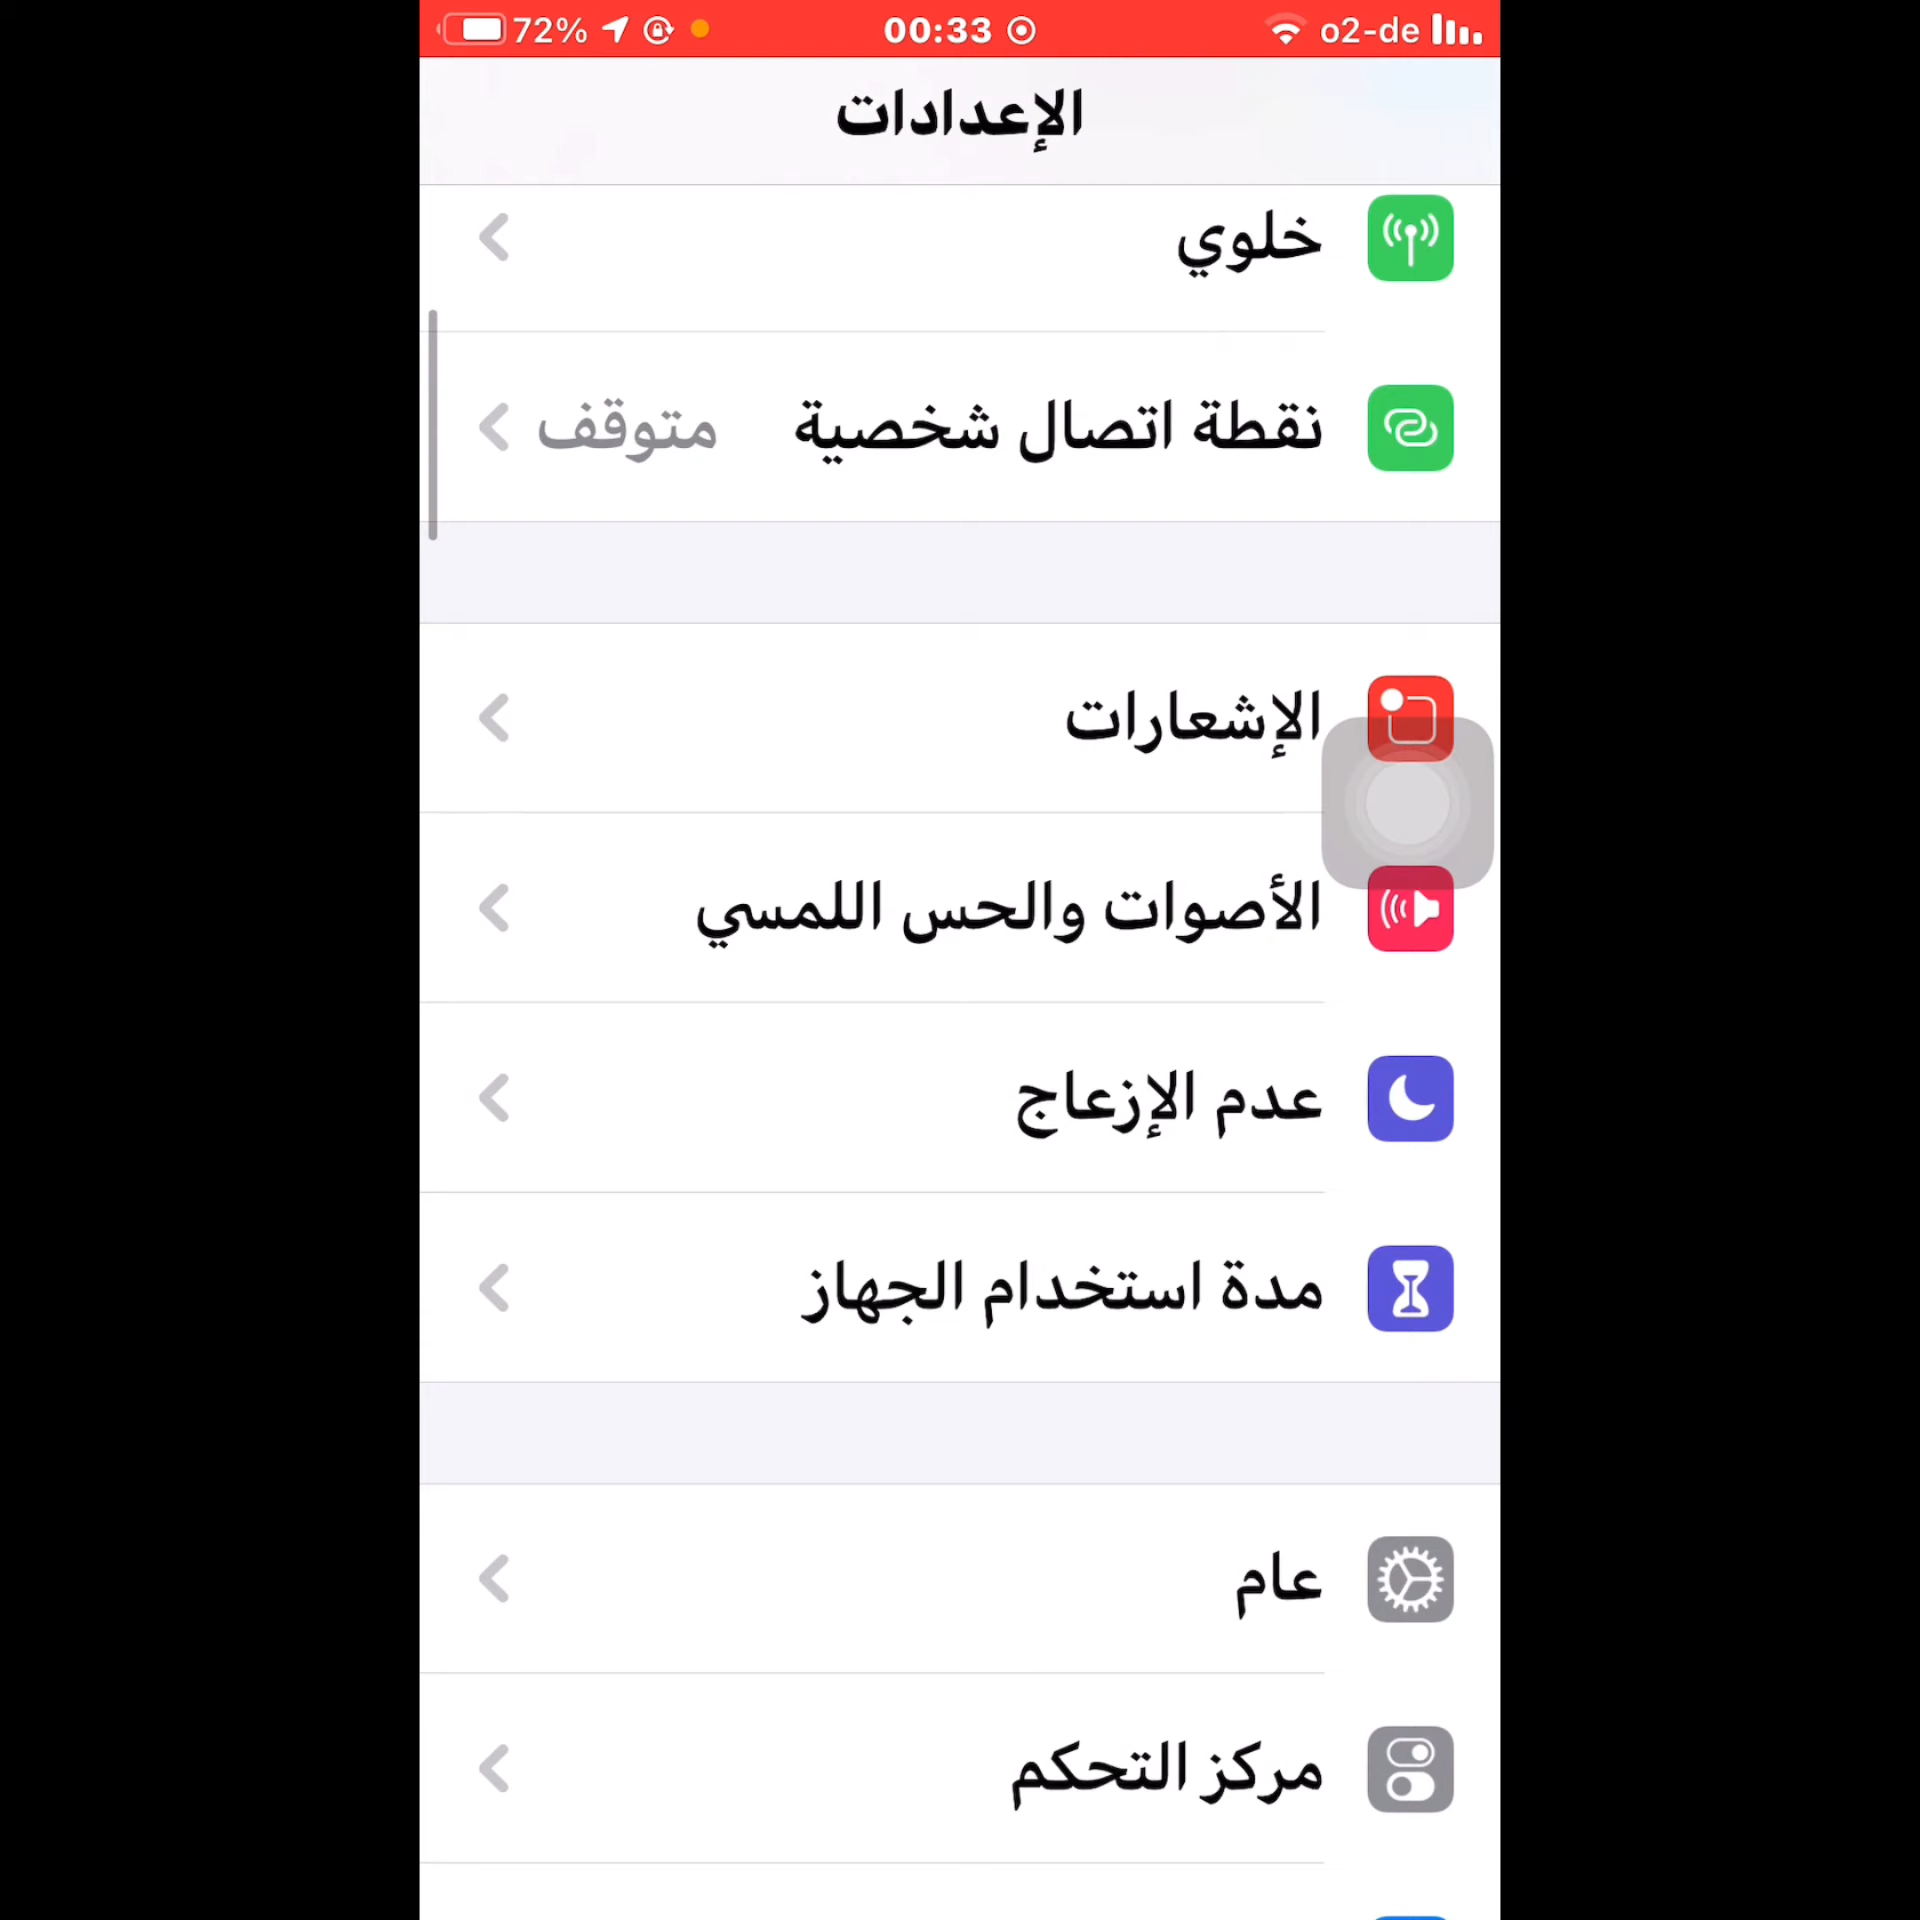 72% 00:33 o2-de
الإعدادات
خلوي
نقطة اتصال شخصية متوقف
الإشعارات
الأصوات والحس اللمسي
عدم الإزعاج
مدة استخدام الجهاز
عام
مركز التحكم